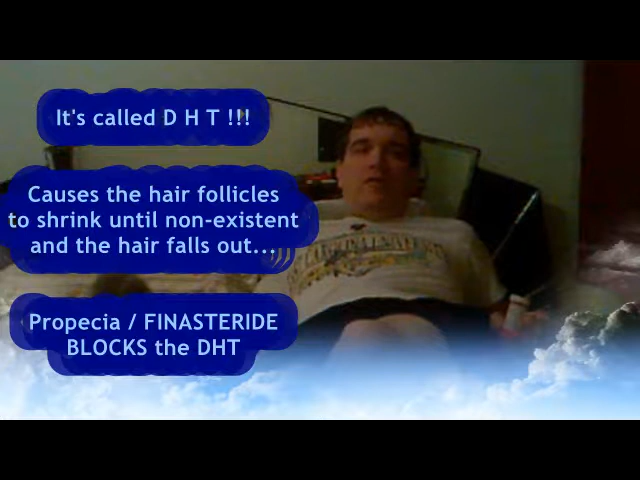 It's called D H T !!!
Causes the hair follicles
to shrink until non-existent
and the hair falls out...
Propecia / FINASTERIDE
BLOCKS the DHT